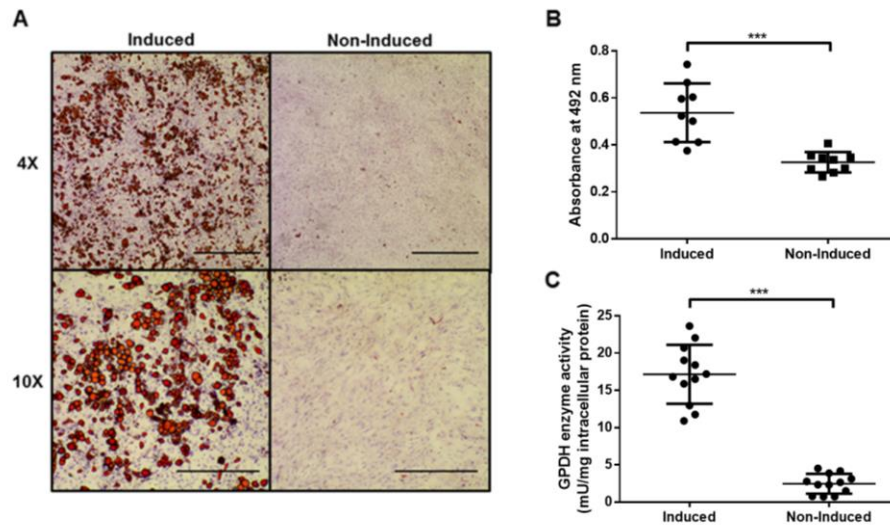 A
Induced
Non-Induced
4X
10X
B
***
Absorbance at 492 nm
0.8
0.6
0.4
0.2
0.0
Induced
Non-Induced
C
***
GPDH enzyme activity
(mU/mg intracellular protein)
25
20
15
10
5
0
Induced
Non-Induced